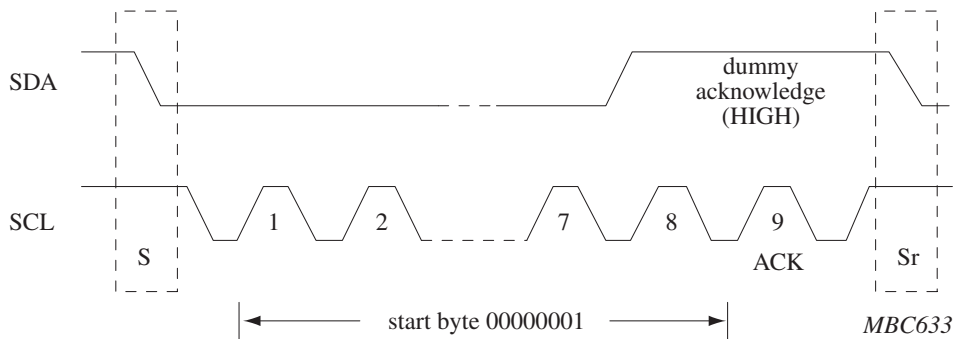 SDA
dummy
acknowledge
(HIGH)
SCL
1
2
7
8
9
S
ACK
Sr
start byte 00000001
MBC633